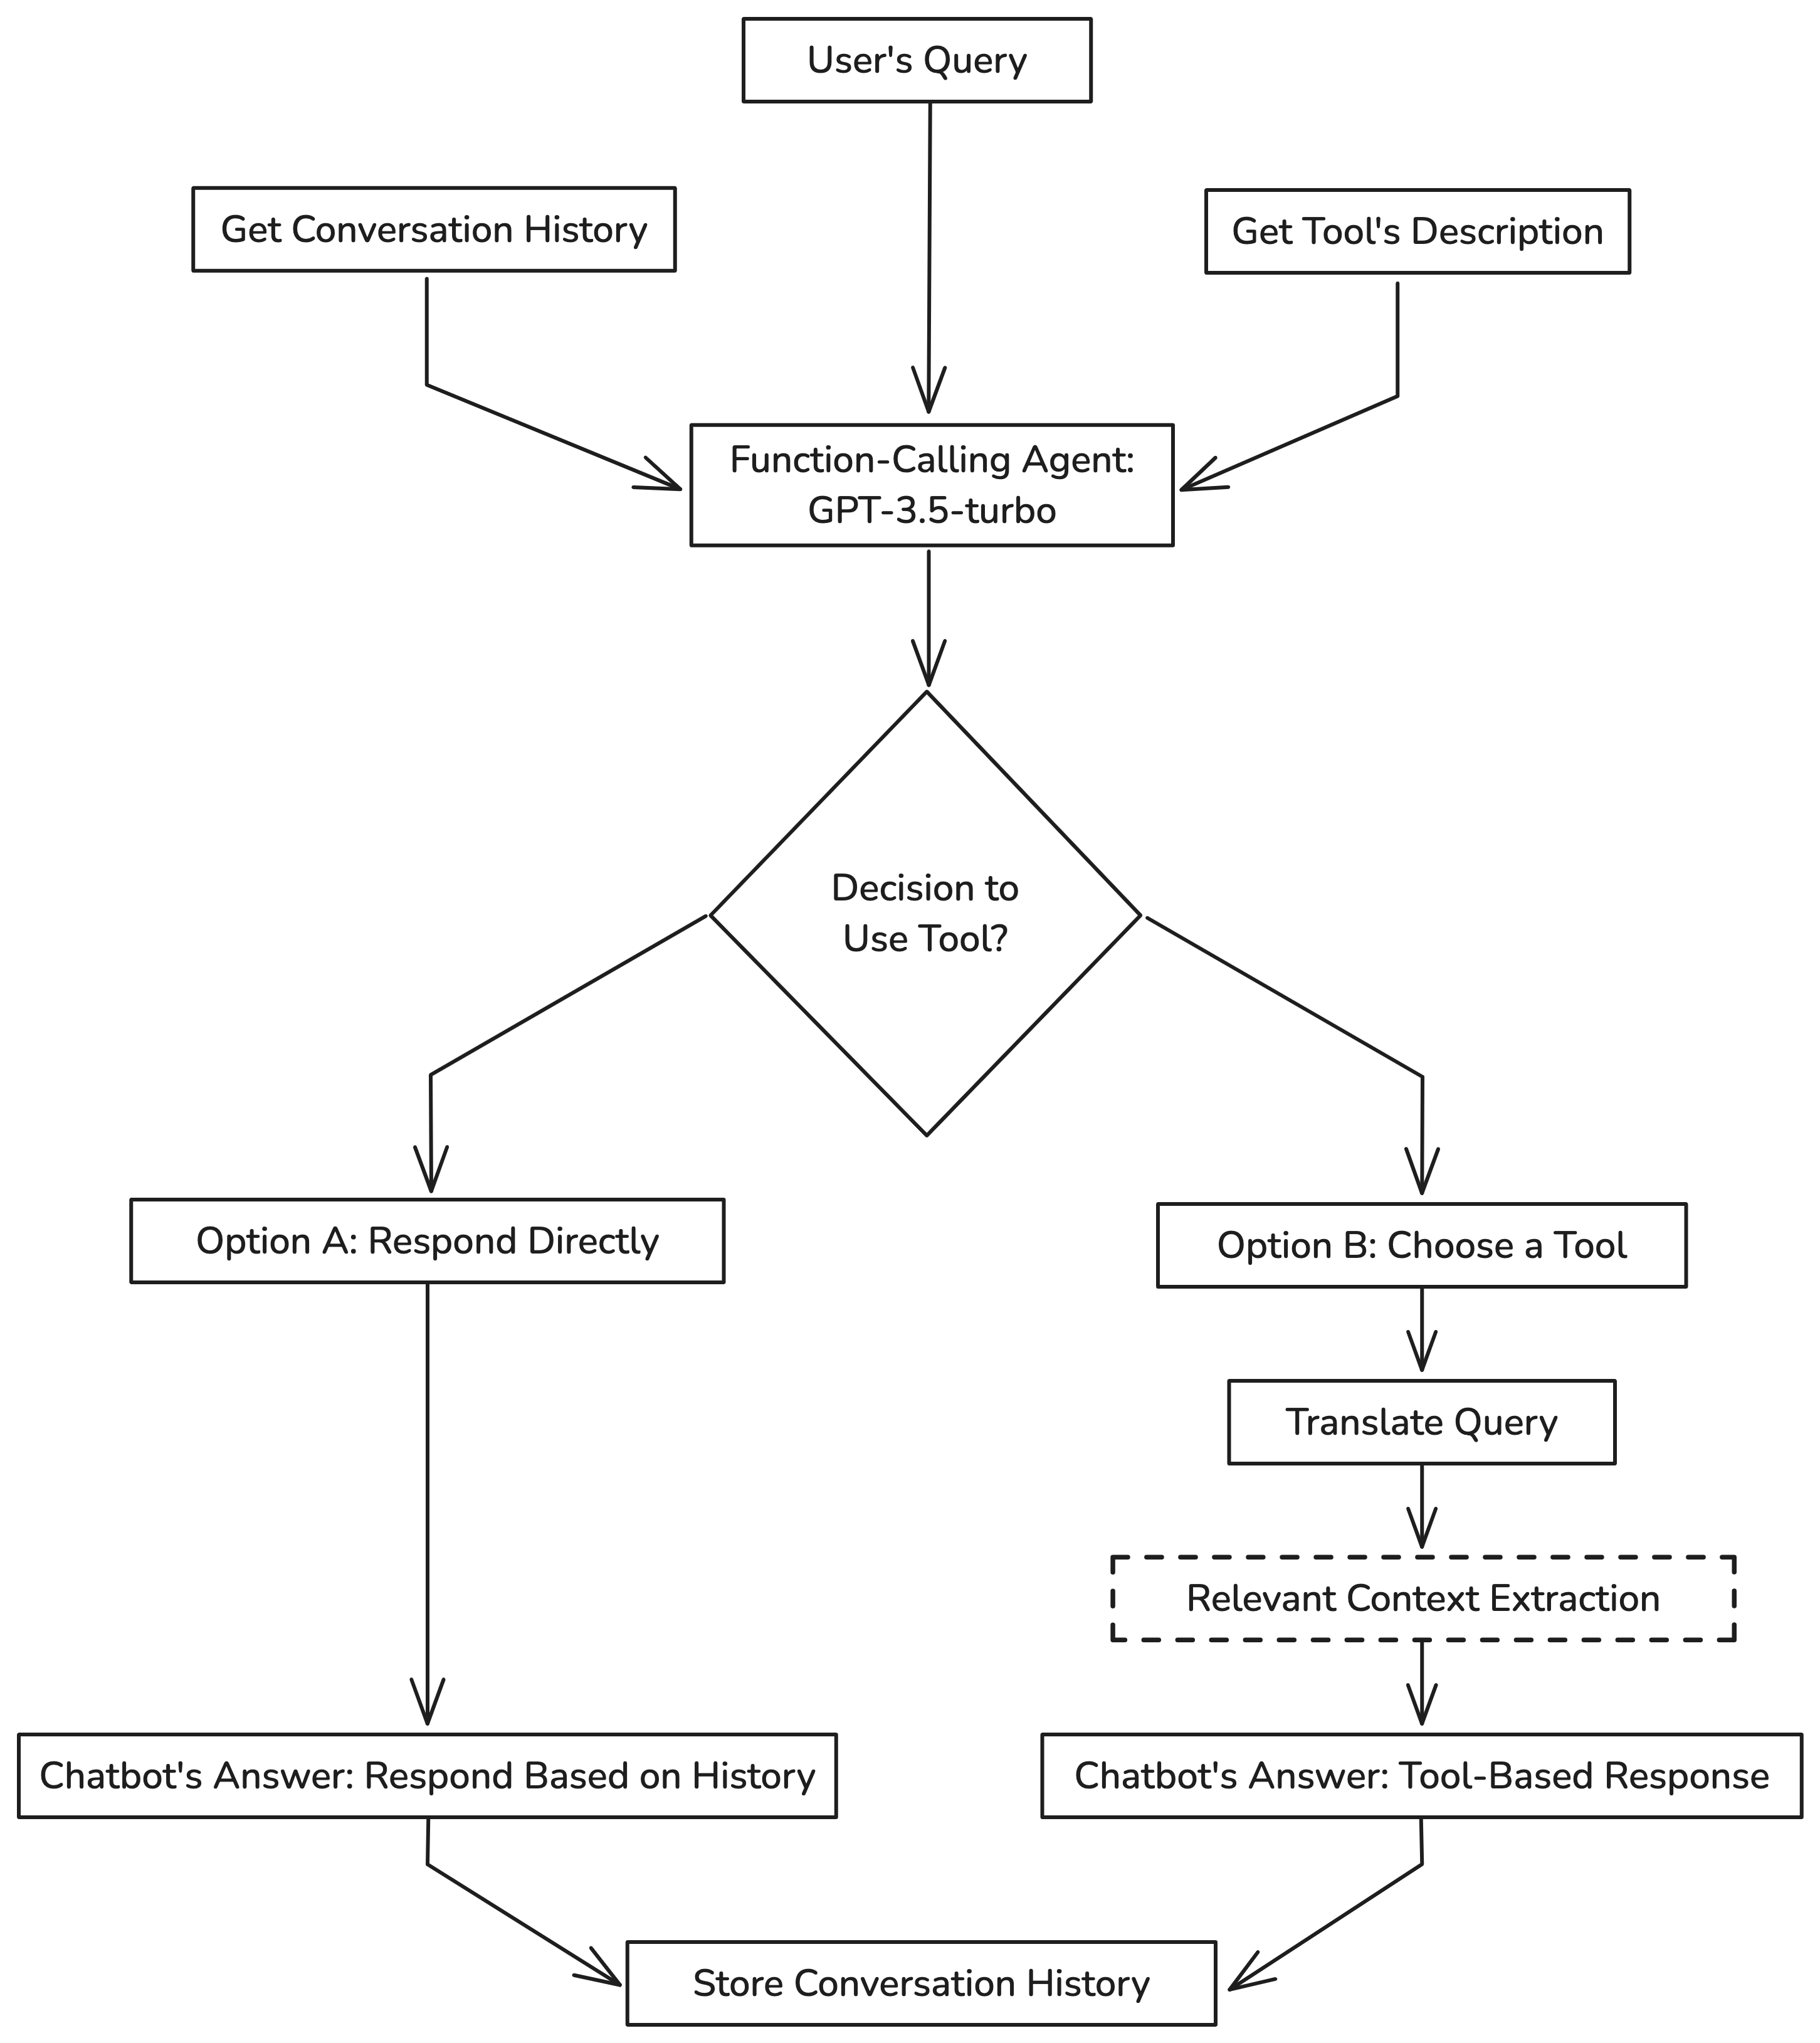 User's Query
Get Conversation History
Get Tool's Description
Function-Calling Agent:
GPT-3.5-turbo
Decision to
Use Tool?
Option A: Respond Directly
Option B: Choose a Tool
Translate Query
Relevant Context Extraction
Chatbot's Answer: Respond Based on History
Chatbot's Answer: Tool-Based Response
Store Conversation History